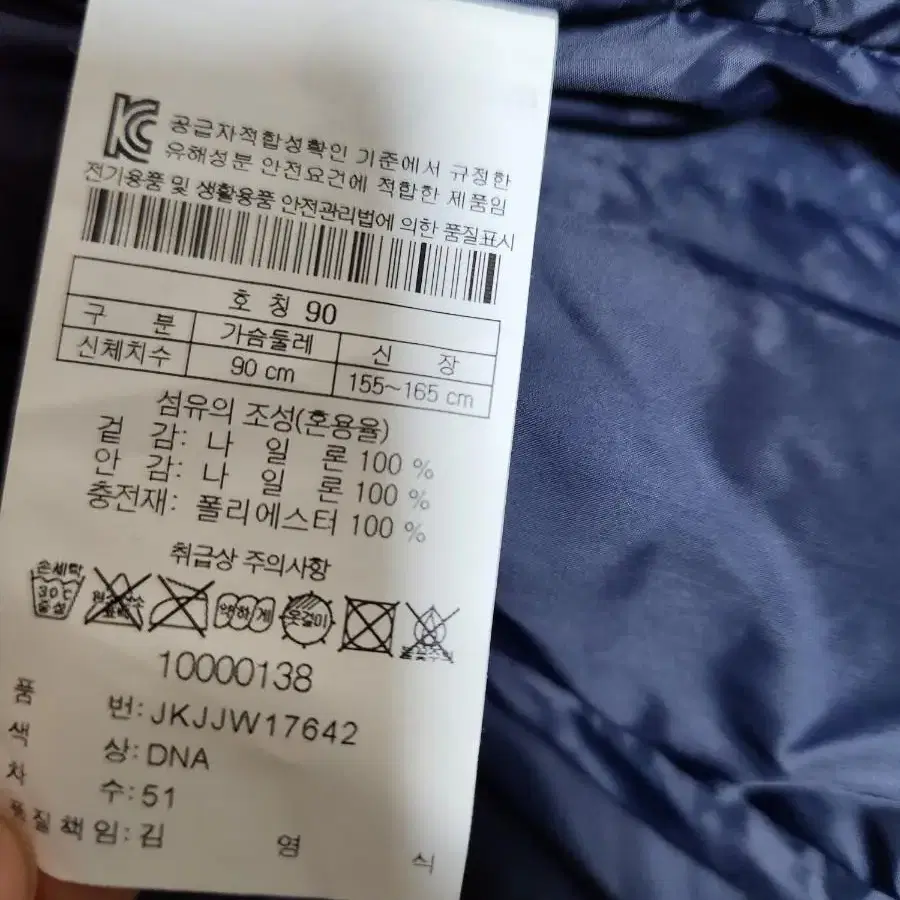 KC 공급자적합성확인 기준에서 규정한
유해성분 안전요건에 적합한 제품임
전기용품 및 생활용품 안전관리법에 의한 품질표시
호 칭 90
구 분 가슴둘레 신 장
신체치수 90 cm 155~165 cm
섬유의 조성(혼용율)
겉 감: 나 일 론 100 %
안 감: 나 일 론 100 %
충전재: 폴리에스터 100 %
취급상 주의사항
손세탁 30℃ 중성 약하게 옷걸이
10000138
품 번: JKJJW17642
색 상: DNA
차 수: 51
품질책임: 김 영 식